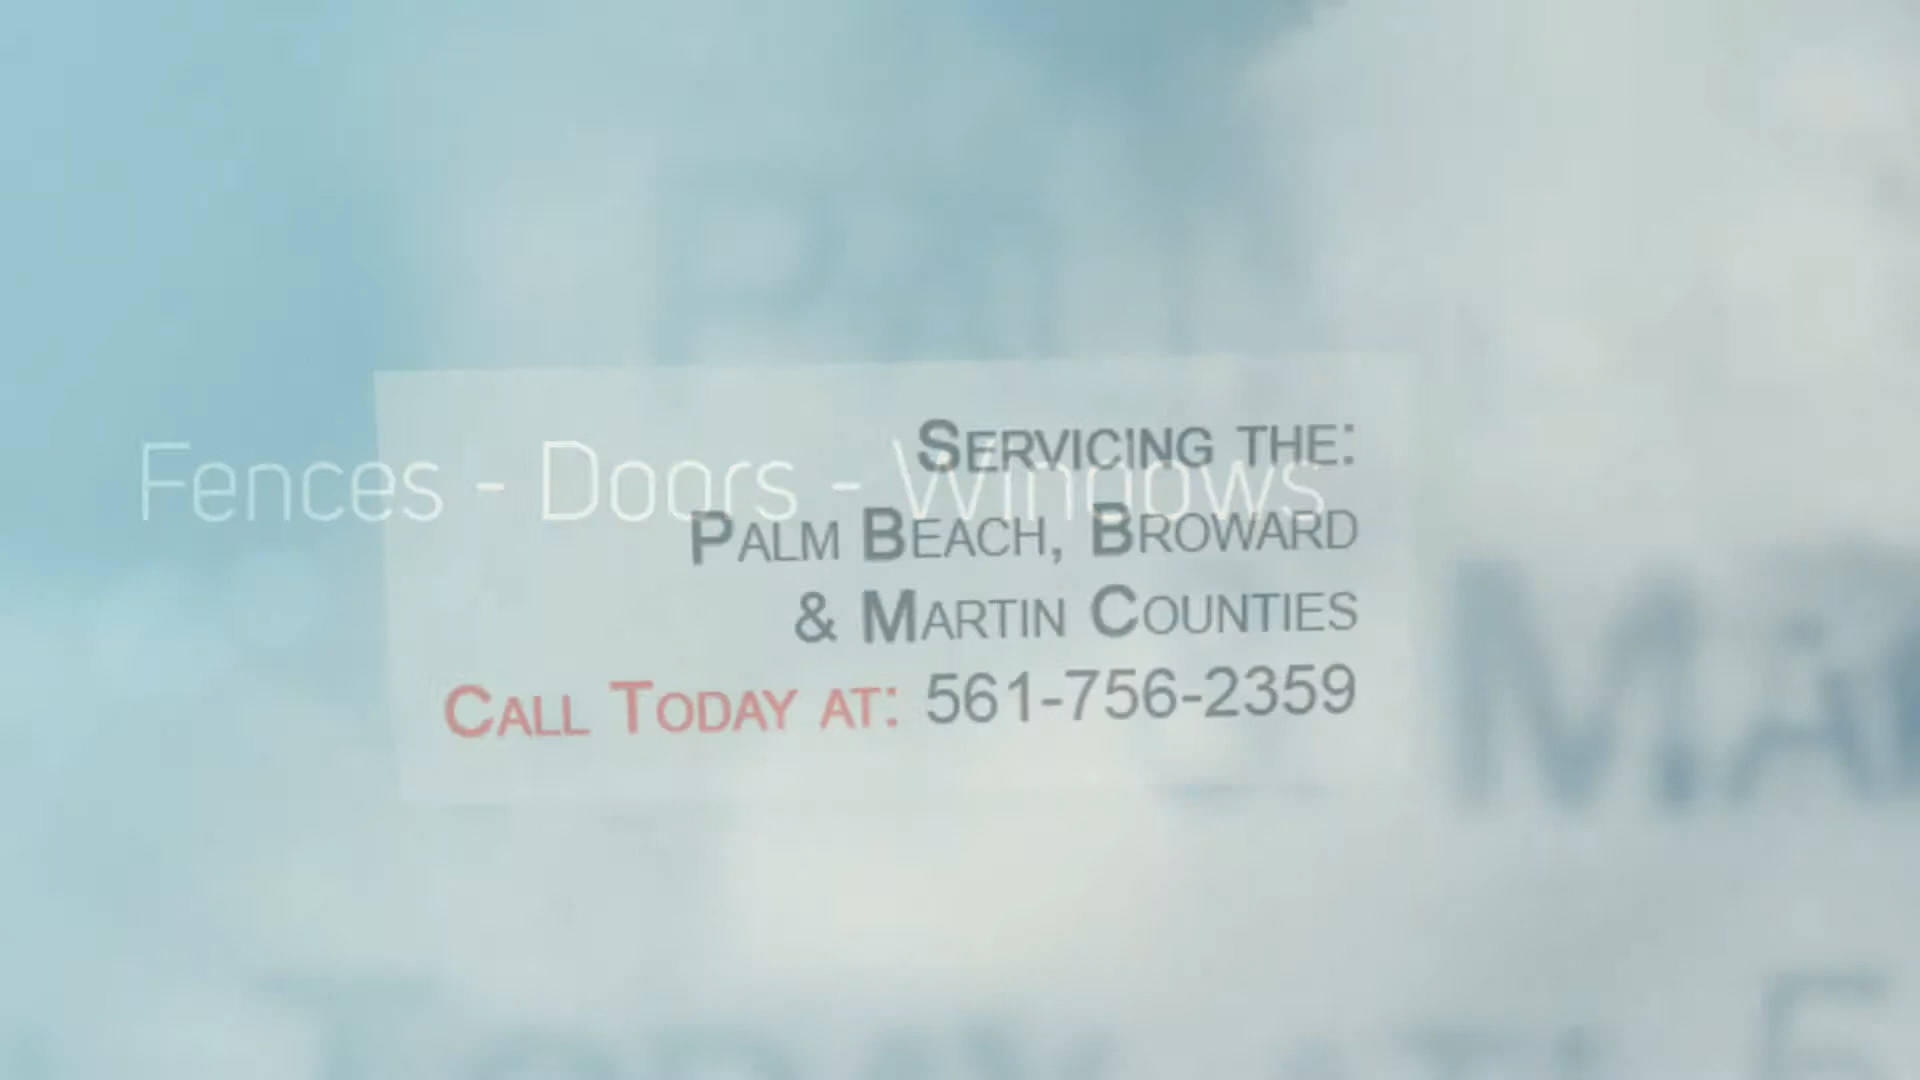 Fences - Doors - Windows
SERVICING THE:
PALM BEACH, BROWARD
& MARTIN COUNTIES
CALL TODAY AT: 561-756-2359